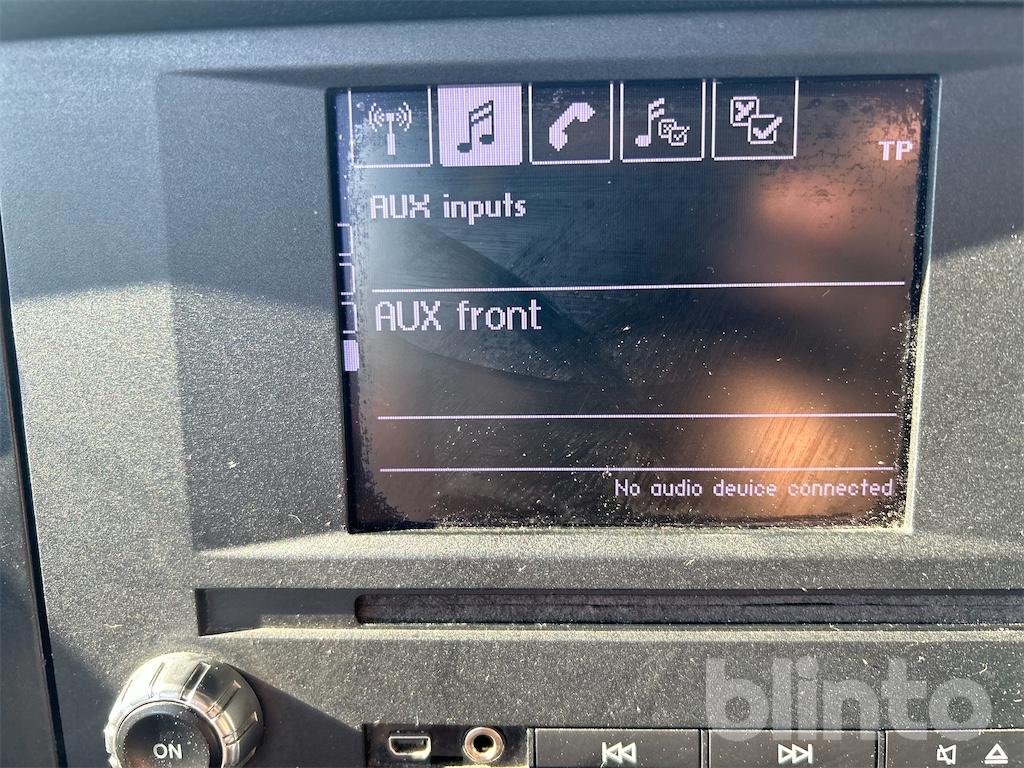 TP
AUX inputs
AUX front
No audio device connected
ON
blinto